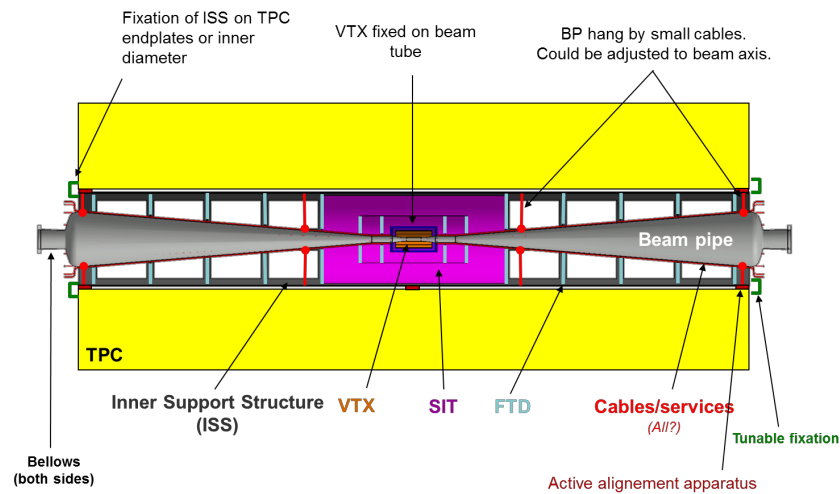 Fixation of ISS on TPC
endplates or inner
diameter
VTX fixed on beam
tube
BP hang by small cables.
Could be adjusted to beam axis.
Beam pipe
TPC
Inner Support Structure
(ISS)
VTX
SIT
FTD
Cables/services
(All?)
Tunable fixation
Bellows
(both sides)
Active alignement apparatus